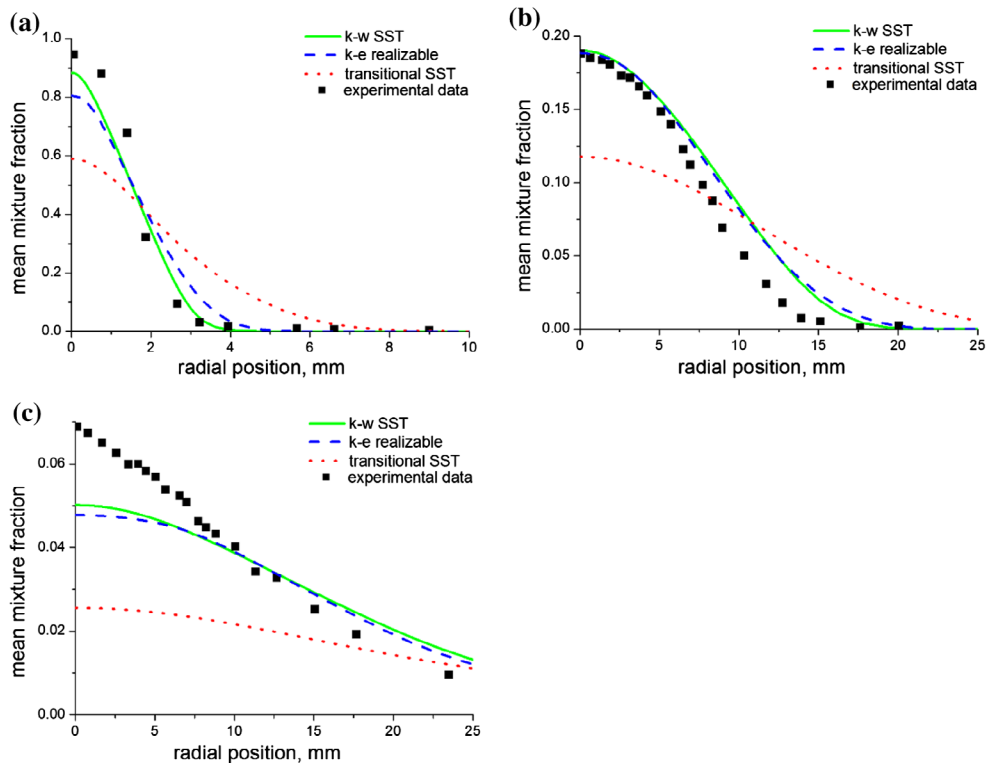 (a)
1.0
0.8
0.6
0.4
0.2
0.0
0
2
4
6
8
10
mean mixture fraction
radial position, mm
k-w SST
k-e realizable
transitional SST
experimental data
(b)
0.20
0.15
0.10
0.05
0.00
0
5
10
15
20
25
mean mixture fraction
radial position, mm
k-w SST
k-e realizable
transitional SST
experimental data
(c)
0.06
0.04
0.02
0.00
0
5
10
15
20
25
mean mixture fraction
radial position, mm
k-w SST
k-e realizable
transitional SST
experimental data